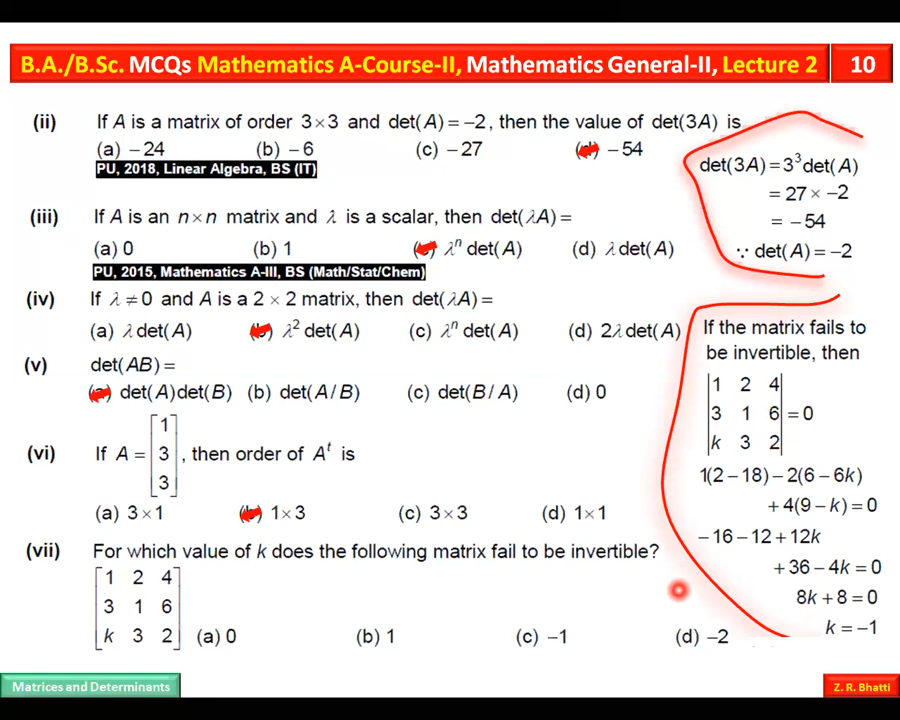 B.A./B.Sc. MCQs Mathematics A-Course-II, Mathematics General-II, Lecture 2 10
(ii) If A is a matrix of order 3 × 3 and det(A) = −2, then the value of det(3A) is
(a) −24 (b) −6 (c) −27 (d) −54
PU, 2018, Linear Algebra, BS (IT)
(iii) If A is an n × n matrix and λ is a scalar, then det(λA) =
(a) 0 (b) 1 (c) λⁿ det(A) (d) λ det(A)
PU, 2015, Mathematics A-III, BS (Math/Stat/Chem)
(iv) If λ ≠ 0 and A is a 2 × 2 matrix, then det(λA) =
(a) λ det(A) (b) λ² det(A) (c) λⁿ det(A) (d) 2λ det(A)
(v) det(AB) =
(a) det(A)det(B) (b) det(A/B) (c) det(B/A) (d) 0
(vi) If A = [1
3
3], then order of Aᵗ is
(a) 3 × 1 (b) 1 × 3 (c) 3 × 3 (d) 1 × 1
(vii) For which value of k does the following matrix fail to be invertible?
1 2 4
3 1 6
k 3 2 (a) 0 (b) 1 (c) −1 (d) −2
det(3A) = 3³ det(A)
= 27 × −2
= −54
∵ det(A) = −2
If the matrix fails to
be invertible, then
|1 2 4|
|3 1 6| = 0
|k 3 2|
1(2 − 18) − 2(6 − 6k)
+ 4(9 − k) = 0
−16 − 12 + 12k
+36 − 4k = 0
8k + 8 = 0
k = −1
Matrices and Determinants
Z. R. Bhatti